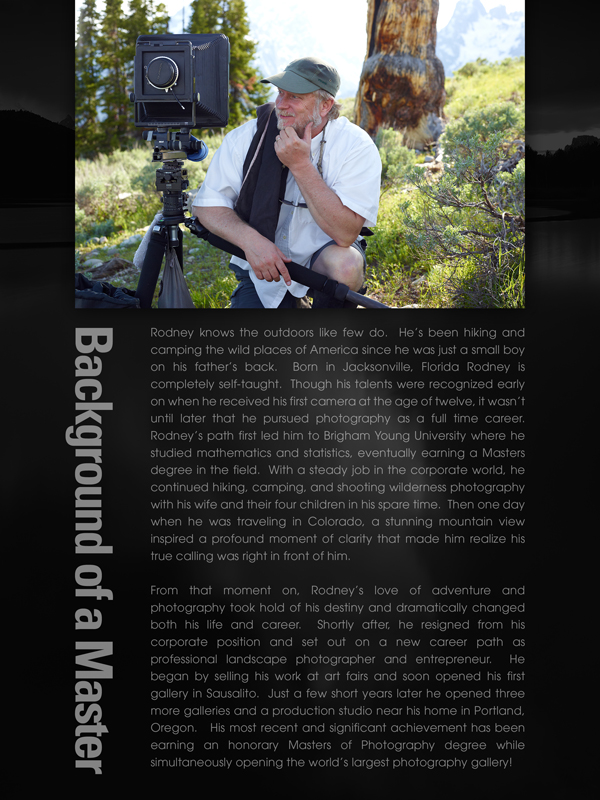 Background of a Master
Rodney knows the outdoors like few do.  He's been hiking and
camping the wild places of America since he was just a small boy
on his father's back.  Born in Jacksonville, Florida Rodney is
completely self-taught.  Though his talents were recognized early
on when he received his first camera at the age of twelve, it wasn't
until later that he pursued photography as a full time career.
Rodney's path first led him to Brigham Young University where he
studied mathematics and statistics, eventually earning a Masters
degree in the field.  With a steady job in the corporate world, he
continued hiking, camping, and shooting wilderness photography
with his wife and their four children in his spare time.  Then one day
when he was traveling in Colorado, a stunning mountain view
inspired a profound moment of clarity that made him realize his
true calling was right in front of him.
From that moment on, Rodney's love of adventure and
photography took hold of his destiny and dramatically changed
both his life and career.  Shortly after, he resigned from his
corporate position and set out on a new career path as
professional landscape photographer and entrepreneur.  He
began by selling his work at art fairs and soon opened his first
gallery in Sausalito.  Just a few short years later he opened three
more galleries and a production studio near his home in Portland,
Oregon.  His most recent and significant achievement has been
earning an honorary Masters of Photography degree while
simultaneously opening the world's largest photography gallery!